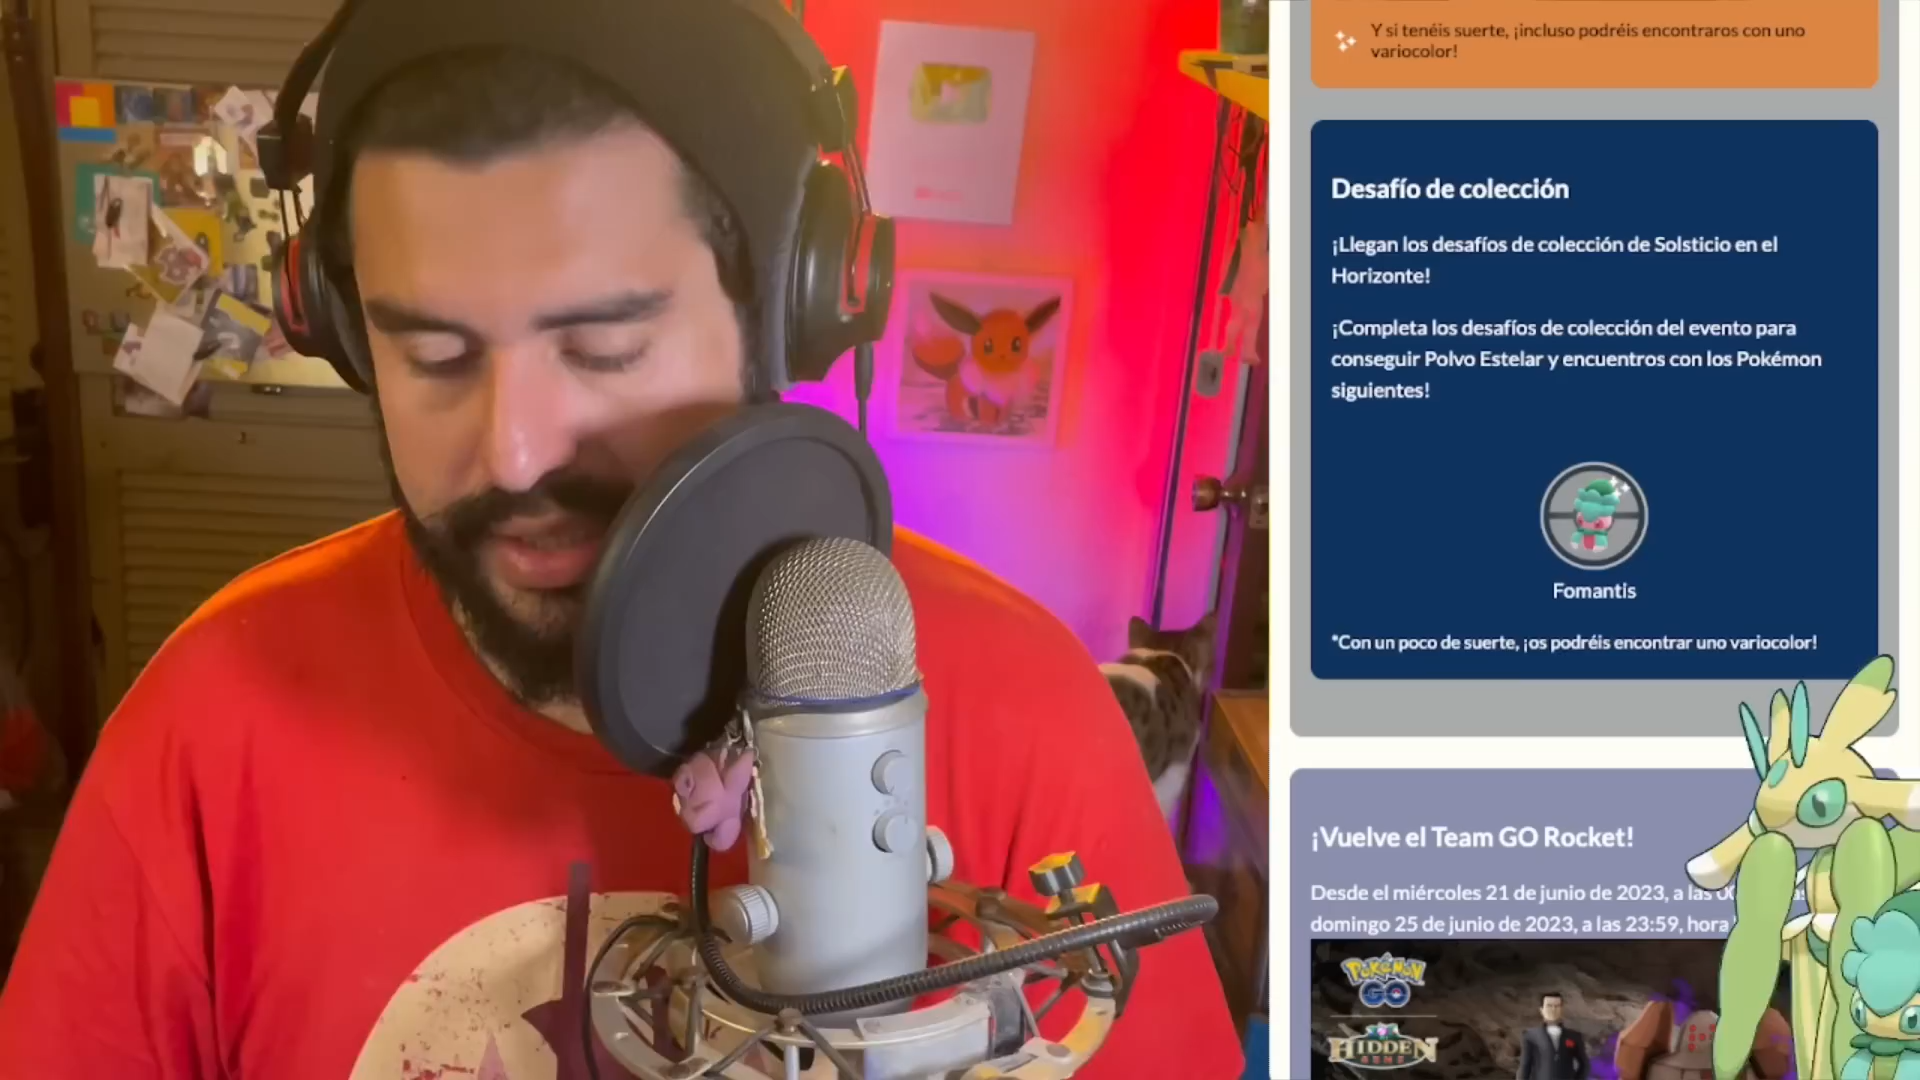 Y si tenéis suerte, ¡incluso podréis encontraros con uno
variocolor!
Desafío de colección
¡Llegan los desafíos de colección de Solsticio en el
Horizonte!
¡Completa los desafíos de colección del evento para
conseguir Polvo Estelar y encuentros con los Pokémon
siguientes!
Fomantis
*Con un poco de suerte, ¡os podréis encontrar uno variocolor!
¡Vuelve el Team GO Rocket!
Desde el miércoles 21 de junio de 2023, a las
domingo 25 de junio de 2023, a las 23:59, hora
POKÉMON
GO
HIDDEN